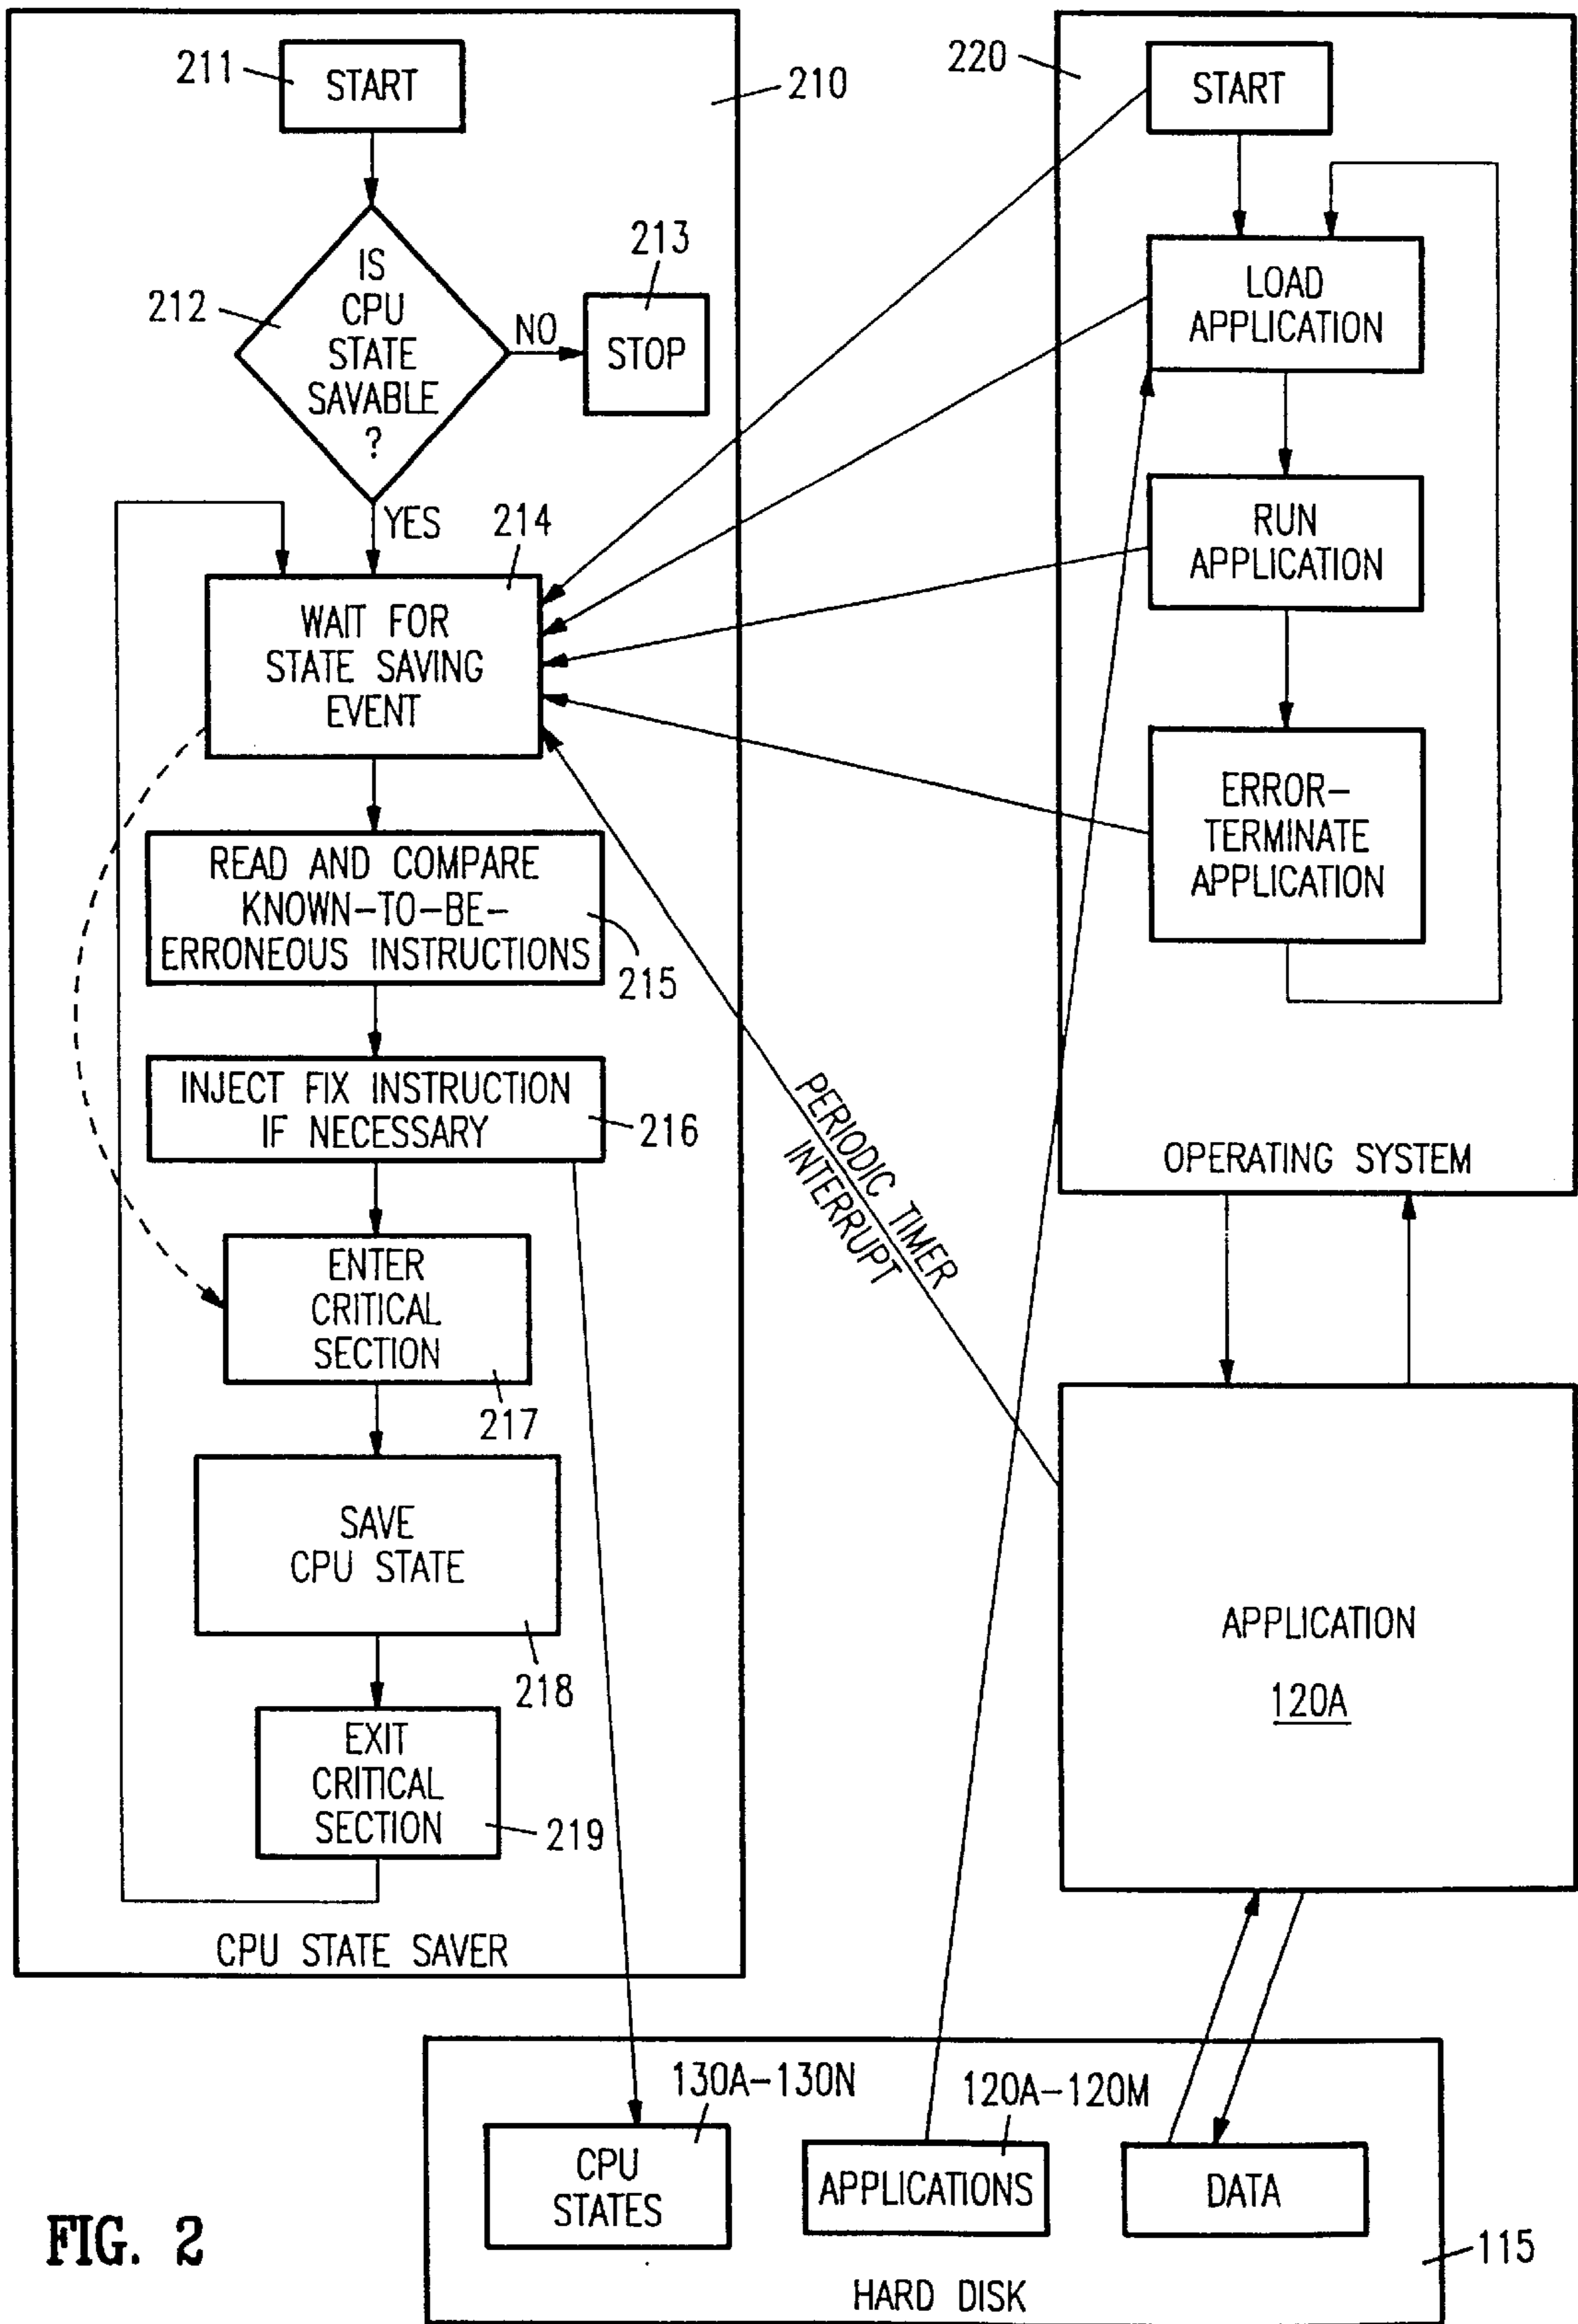 211
START
210
IS
CPU
STATE
SAVABLE
?
212
NO
213
STOP
YES
214
WAIT FOR
STATE SAVING
EVENT
READ AND COMPARE
KNOWN-TO-BE-
ERRONEOUS INSTRUCTIONS
215
INJECT FIX INSTRUCTION
IF NECESSARY
216
ENTER
CRITICAL
SECTION
217
SAVE
CPU STATE
218
EXIT
CRITICAL
SECTION
219
CPU STATE SAVER
220
START
LOAD
APPLICATION
RUN
APPLICATION
ERROR-
TERMINATE
APPLICATION
OPERATING SYSTEM
PERIODIC TIMER
INTERRUPT
APPLICATION
120A
130A-130N
CPU
STATES
120A-120M
APPLICATIONS
DATA
115
HARD DISK
FIG. 2